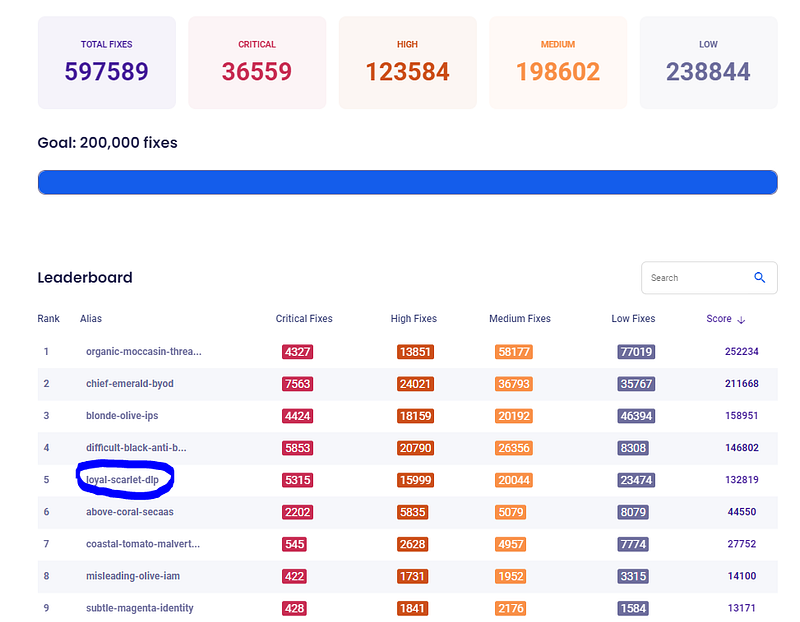 TOTAL FIXES CRITICAL HIGH MEDIUM LOW
597589 36559 123584 198602 238844
Goal: 200,000 fixes
Leaderboard Search
Rank Alias Critical Fixes High Fixes Medium Fixes Low Fixes Score
1 organic-moccasin-threa... 4327 13851 58177 77019 252234
2 chief-emerald-byod 7563 24021 36793 35767 211668
3 blonde-olive-ips 4424 18159 20192 46394 158951
4 difficult-black-anti-b... 5853 20790 26356 8308 146802
5 loyal-scarlet-dlp 5315 15999 20044 23474 132819
6 above-coral-secaas 2202 5835 5079 8079 44550
7 coastal-tomato-malvert... 545 2628 4957 7774 27752
8 misleading-olive-iam 422 1731 1952 3315 14100
9 subtle-magenta-identity 428 1841 2176 1584 13171